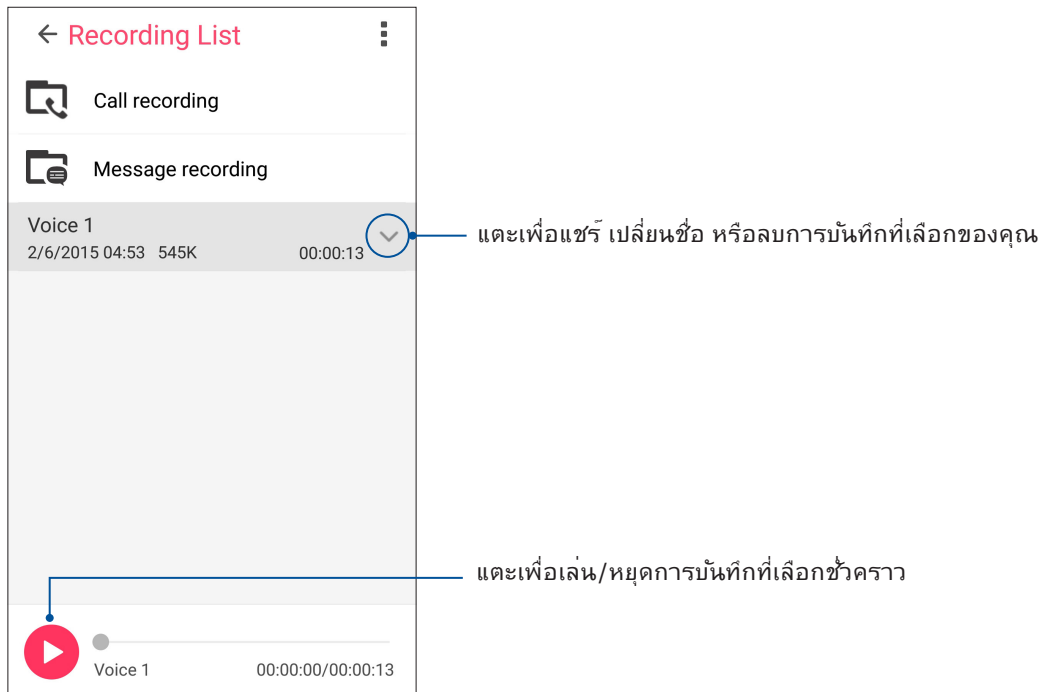 Recording List
Call recording
Message recording
Voice 1
2/6/2015 04:53 545K 00:00:13
แตะเพื่อแชร์ เปลี่ยนชื่อ หรือลบการบันทึกที่เลือกของคุณ
แตะเพื่อเล่น/หยุดการบันทึกที่เลือกชั่วคราว
Voice 1 00:00:00/00:00:13